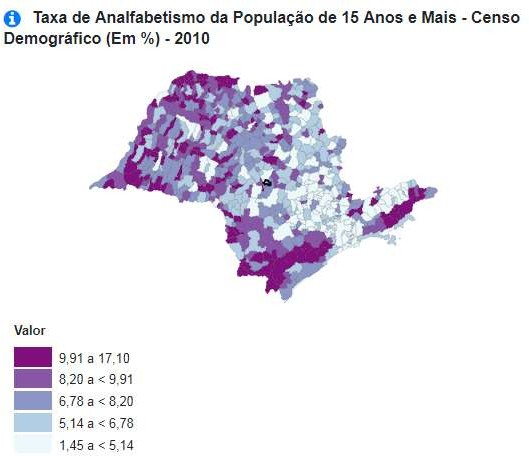 Taxa de Analfabetismo da População de 15 Anos e Mais - Censo
Demográfico (Em %) - 2010
Valor
9,91 a 17,10
8,20 a < 9,91
6,78 a < 8,20
5,14 a < 6,78
1,45 a < 5,14